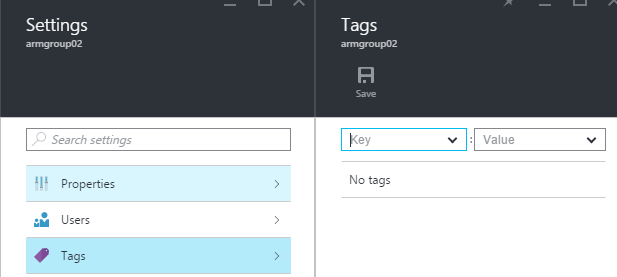 Settings
armgroup02
Search settings
Properties
Users
Tags
Tags
armgroup02
Save
Key : Value
No tags